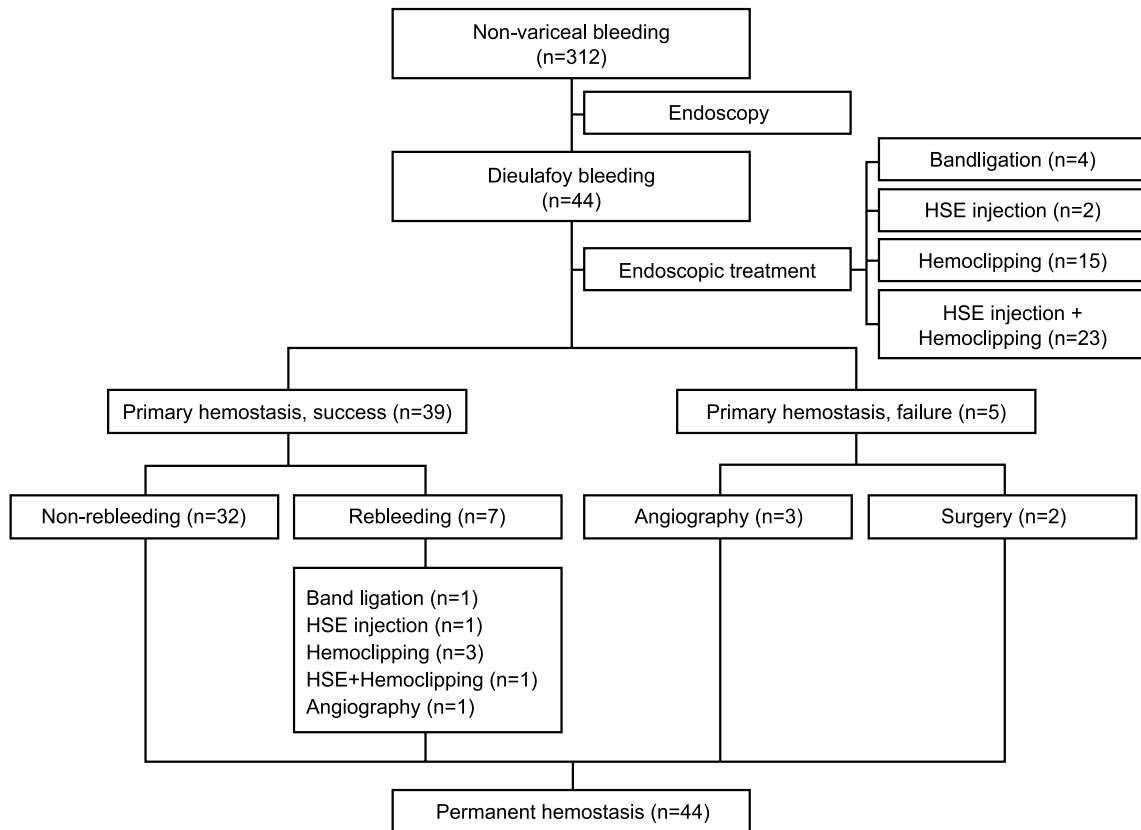 Non-variceal bleeding
(n=312)
Endoscopy
Dieulafoy bleeding
(n=44)
Bandligation (n=4)
HSE injection (n=2)
Endoscopic treatment
Hemoclipping (n=15)
HSE injection +
Hemoclipping (n=23)
Primary hemostasis, success (n=39)
Primary hemostasis, failure (n=5)
Non-rebleeding (n=32)
Rebleeding (n=7)
Angiography (n=3)
Surgery (n=2)
Band ligation (n=1)
HSE injection (n=1)
Hemoclipping (n=3)
HSE+Hemoclipping (n=1)
Angiography (n=1)
Permanent hemostasis (n=44)